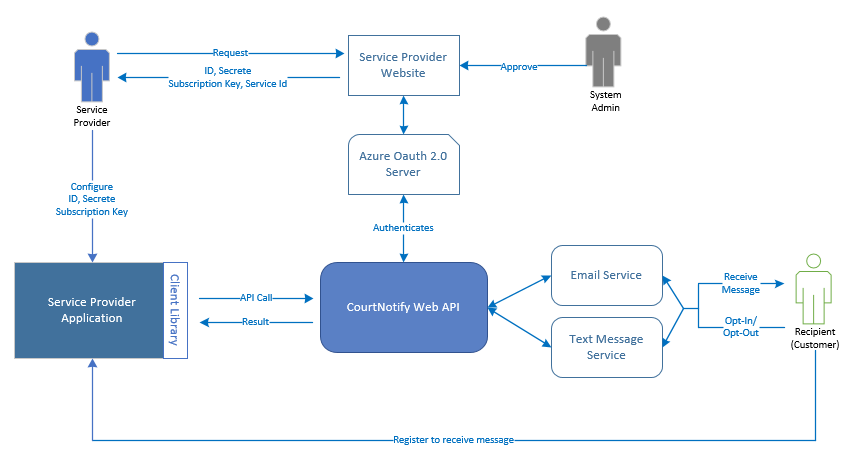 Request
Service Provider
Website
ID, Secrete
Subscription Key, Service Id
Approve
Service
Provider
System
Admin
Azure Oauth 2.0
Server
Configure
ID, Secrete
Subscription Key
Authenticates
Service Provider
Application
Client Library
API Call
Result
CourtNotify Web API
Email Service
Text Message
Service
Receive
Message
Opt-In/
Opt-Out
Recipient
(Customer)
Register to receive message